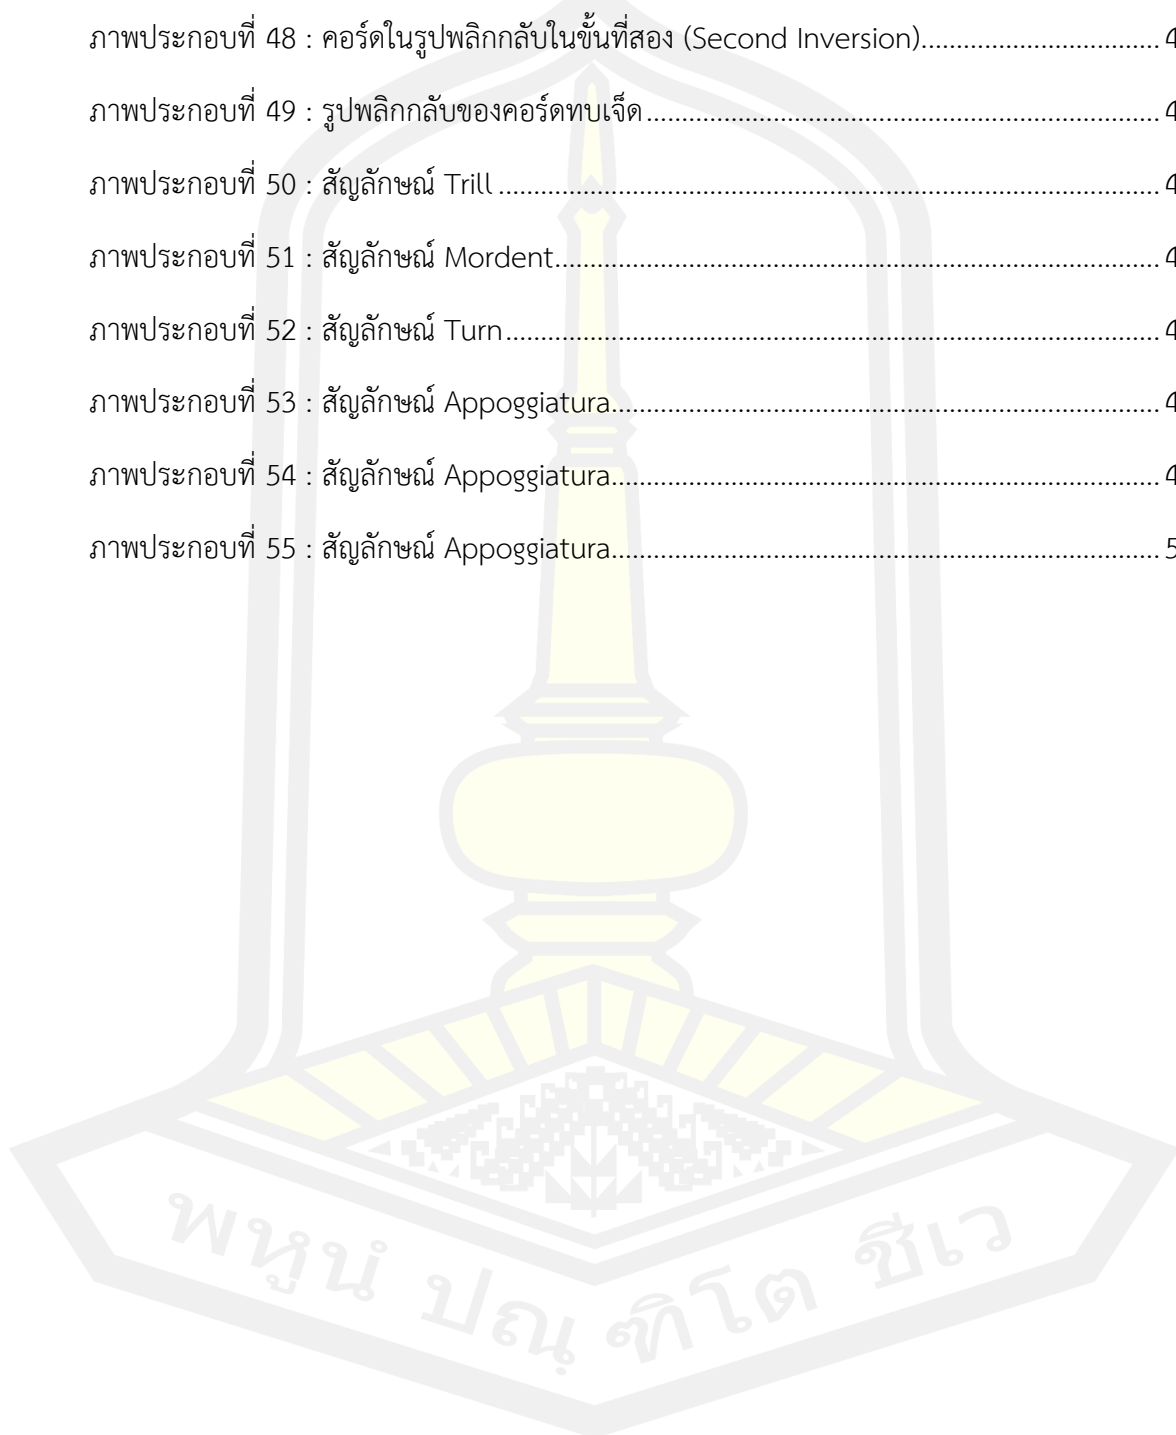 ภาพประกอบที่ 48 : คอร์ดในรูปพลิกกลับในขั้นที่สอง (Second Inversion)............................ 4
ภาพประกอบที่ 49 : รูปพลิกกลับของคอร์ดทบเจ็ด............................................................ 4
ภาพประกอบที่ 50 : สัญลักษณ์ Trill ............................................................................. 4
ภาพประกอบที่ 51 : สัญลักษณ์ Mordent....................................................................... 4
ภาพประกอบที่ 52 : สัญลักษณ์ Turn............................................................................. 4
ภาพประกอบที่ 53 : สัญลักษณ์ Appoggiatura................................................................ 4
ภาพประกอบที่ 54 : สัญลักษณ์ Appoggiatura................................................................ 4
ภาพประกอบที่ 55 : สัญลักษณ์ Appoggiatura................................................................ 5
พหูนํ ปณฺฑิโต ชีเว